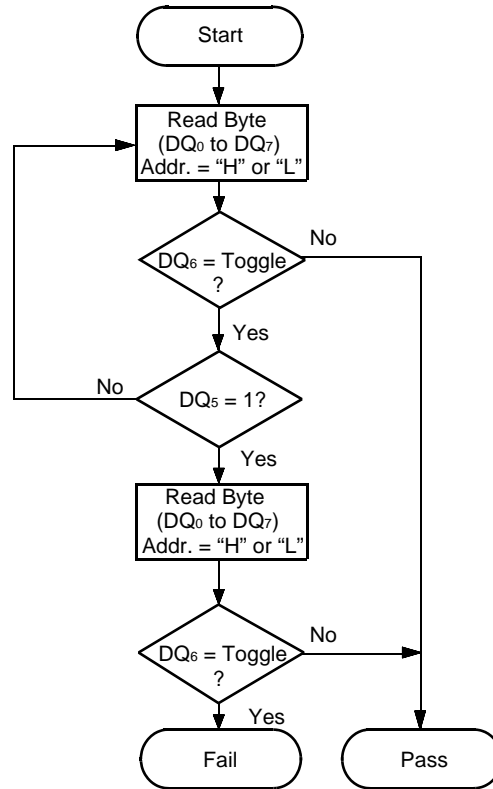 Start
Read Byte
(DQ0 to DQ7)
Addr. = “H” or “L”
No
DQ6 = Toggle
?
Yes
No
DQ5 = 1?
Yes
Read Byte
(DQ0 to DQ7)
Addr. = “H” or “L”
No
DQ6 = Toggle
?
Yes
Fail
Pass